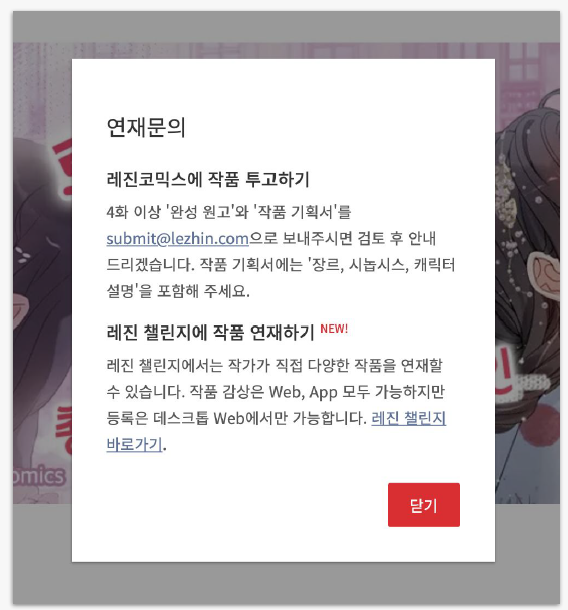 연재문의
레진코믹스에 작품 투고하기
4화 이상 '완성 원고'와 '작품 기획서'를
submit@lezhin.com으로 보내주시면 검토 후 안내
드리겠습니다. 작품 기획서에는 '장르, 시놉시스, 캐릭터
설명'을 포함해 주세요.
레진 챌린지에 작품 연재하기 NEW!
레진 챌린지에서는 작가가 직접 다양한 작품을 연재할
수 있습니다. 작품 감상은 Web, App 모두 가능하지만
등록은 데스크톱 Web에서만 가능합니다. 레진 챌린지
바로가기.
omics
닫기